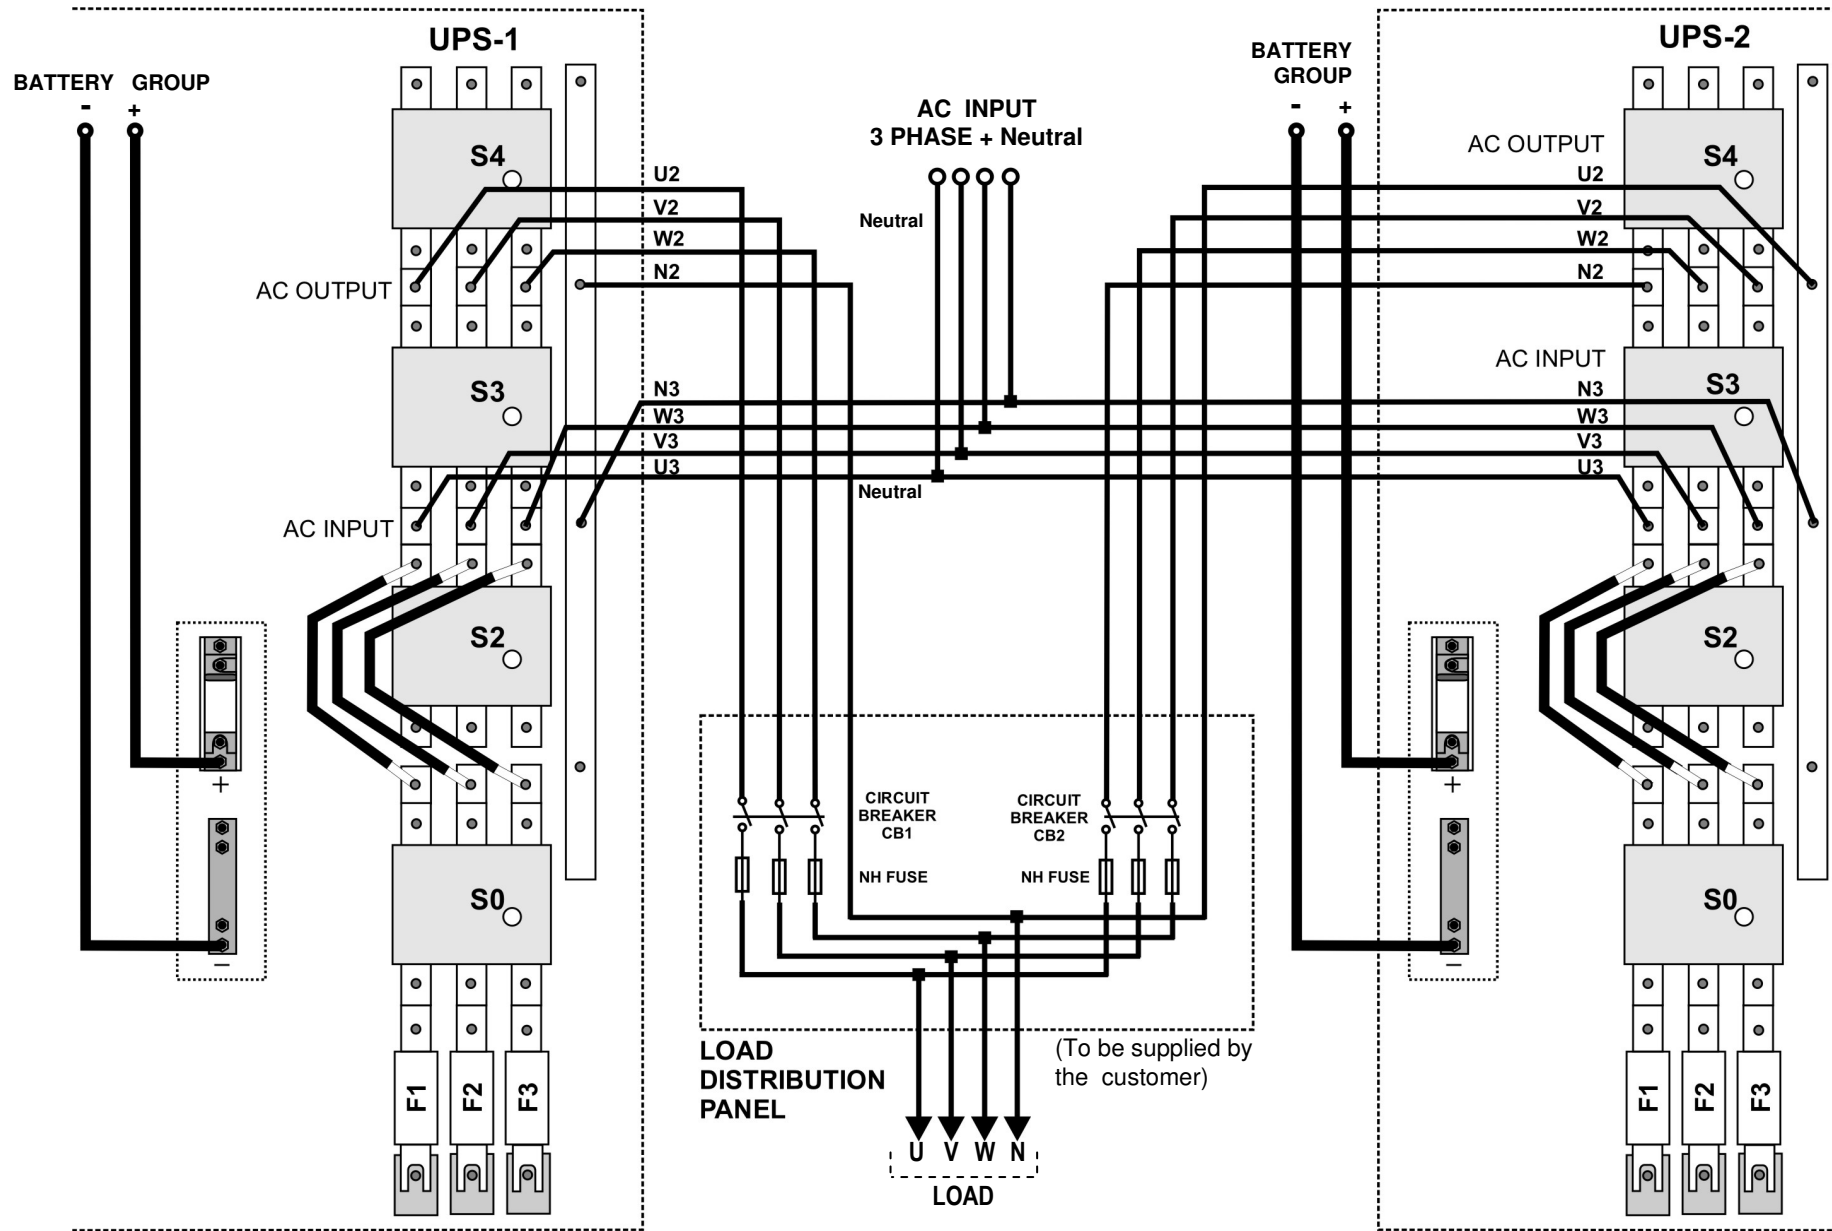 UPS-1
BATTERY GROUP
- +
S4
AC OUTPUT
S3
AC INPUT
S2
+
−
S0
F1 F2 F3
U2
V2
W2
N2
N3
W3
V3
U3
AC INPUT
3 PHASE + Neutral
Neutral
Neutral
CIRCUIT
BREAKER
CB1
NH FUSE
CIRCUIT
BREAKER
CB2
NH FUSE
LOAD
DISTRIBUTION
PANEL
(To be supplied by
the customer)
U V W N
LOAD
UPS-2
BATTERY
GROUP
- +
AC OUTPUT
U2
V2
W2
N2
AC INPUT
N3
W3
V3
U3
S4
S3
S2
+
−
S0
F1 F2 F3